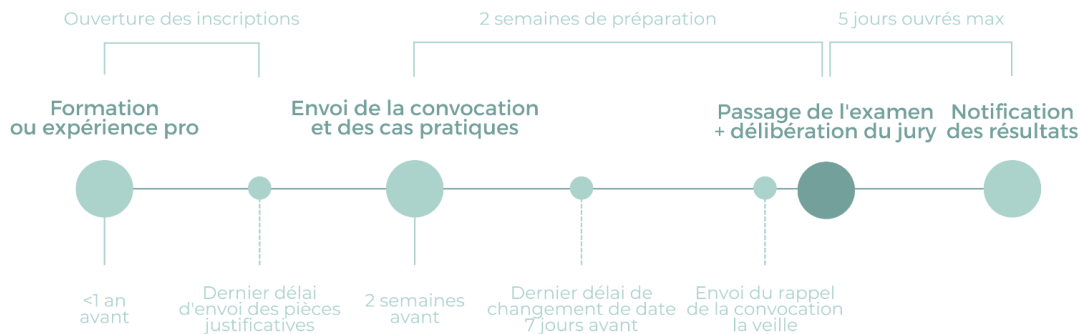 Ouverture des inscriptions
2 semaines de préparation
5 jours ouvrés max
Formation
ou expérience pro
Envoi de la convocation
et des cas pratiques
Passage de l'examen
+ délibération du jury
Notification
des résultats
<1 an
avant
Dernier délai
d'envoi des pièces
justificatives
2 semaines
avant
Dernier délai de
changement de date
7 jours avant
Envoi du rappel
de la convocation
la veille